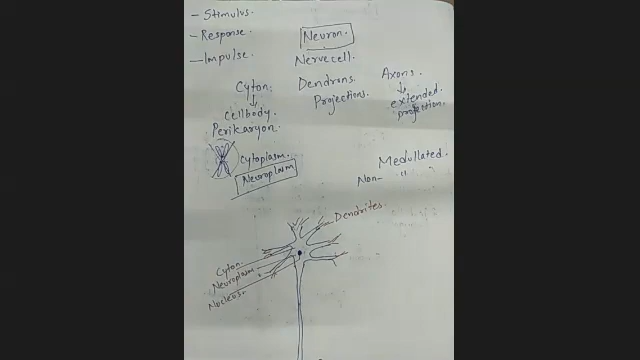 - Stimulus.
- Response.
- Impulse.
Neuron.
Nervecell.
Cyton.
↓
Cellbody.
Perikaryon.
Dendrons.
Projections.
Axons.
↓
extended
projection.
Cytoplasm.
Neuroplasm
Medullated.
Non- "
Dendrites.
Cyton.
Neuroplasm
Nucleus.